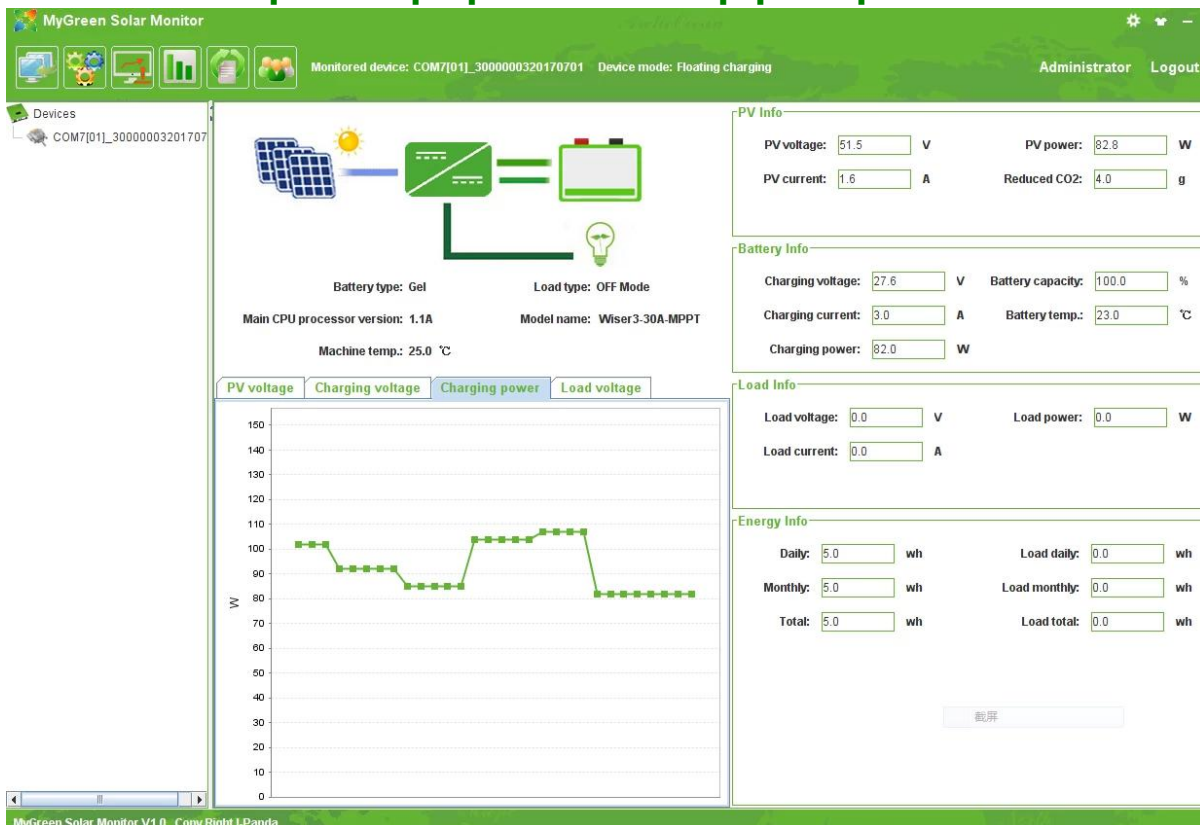 MyGreen Solar Monitor
Monitored device: COM7[01]_3000000320170701 Device mode: Floating charging
Administrator Logout
Devices
COM7[01]_30000003201707
Battery type: Gel
Load type: OFF Mode
Main CPU processor version: 1.1A
Model name: Wiser3-30A-MPPT
Machine temp.: 25.0 ℃
PV voltage Charging voltage Charging power Load voltage
W
150
140
130
120
110
100
90
80
70
60
50
40
30
20
10
0
PV Info
PV voltage: 51.5 V PV power: 82.8 W
PV current: 1.6 A Reduced CO2: 4.0 g
Battery Info
Charging voltage: 27.6 V Battery capacity: 100.0 %
Charging current: 3.0 A Battery temp.: 23.0 ℃
Charging power: 82.0 W
Load Info
Load voltage: 0.0 V Load power: 0.0 W
Load current: 0.0 A
Energy Info
Daily: 5.0 wh Load daily: 0.0 wh
Monthly: 5.0 wh Load monthly: 0.0 wh
Total: 5.0 wh Load total: 0.0 wh
截屏
MyGreen Solar Monitor V1.0 Copy Right I-Panda